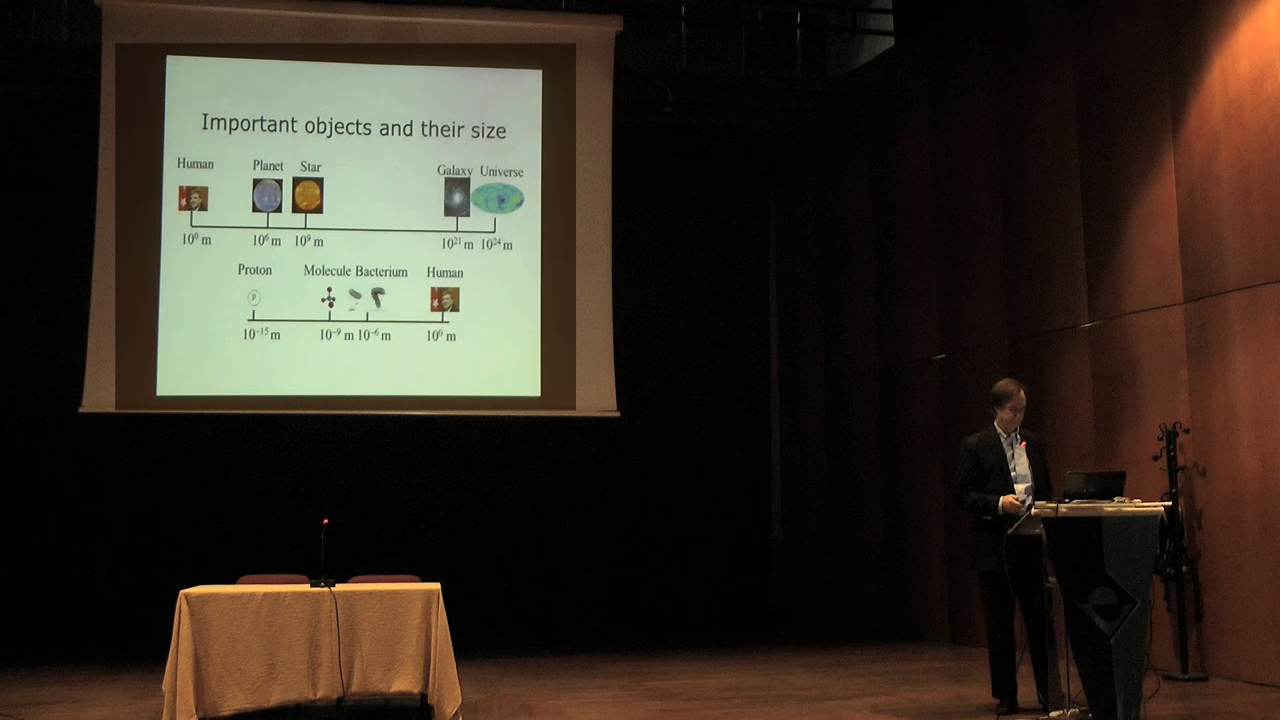 Important objects and their size
Human Planet Star Galaxy Universe
10⁰ m 10⁶ m 10⁹ m 10²¹ m 10²⁴ m
Proton Molecule Bacterium Human
P
10⁻¹⁵ m 10⁻⁹ m 10⁻⁶ m 10⁰ m